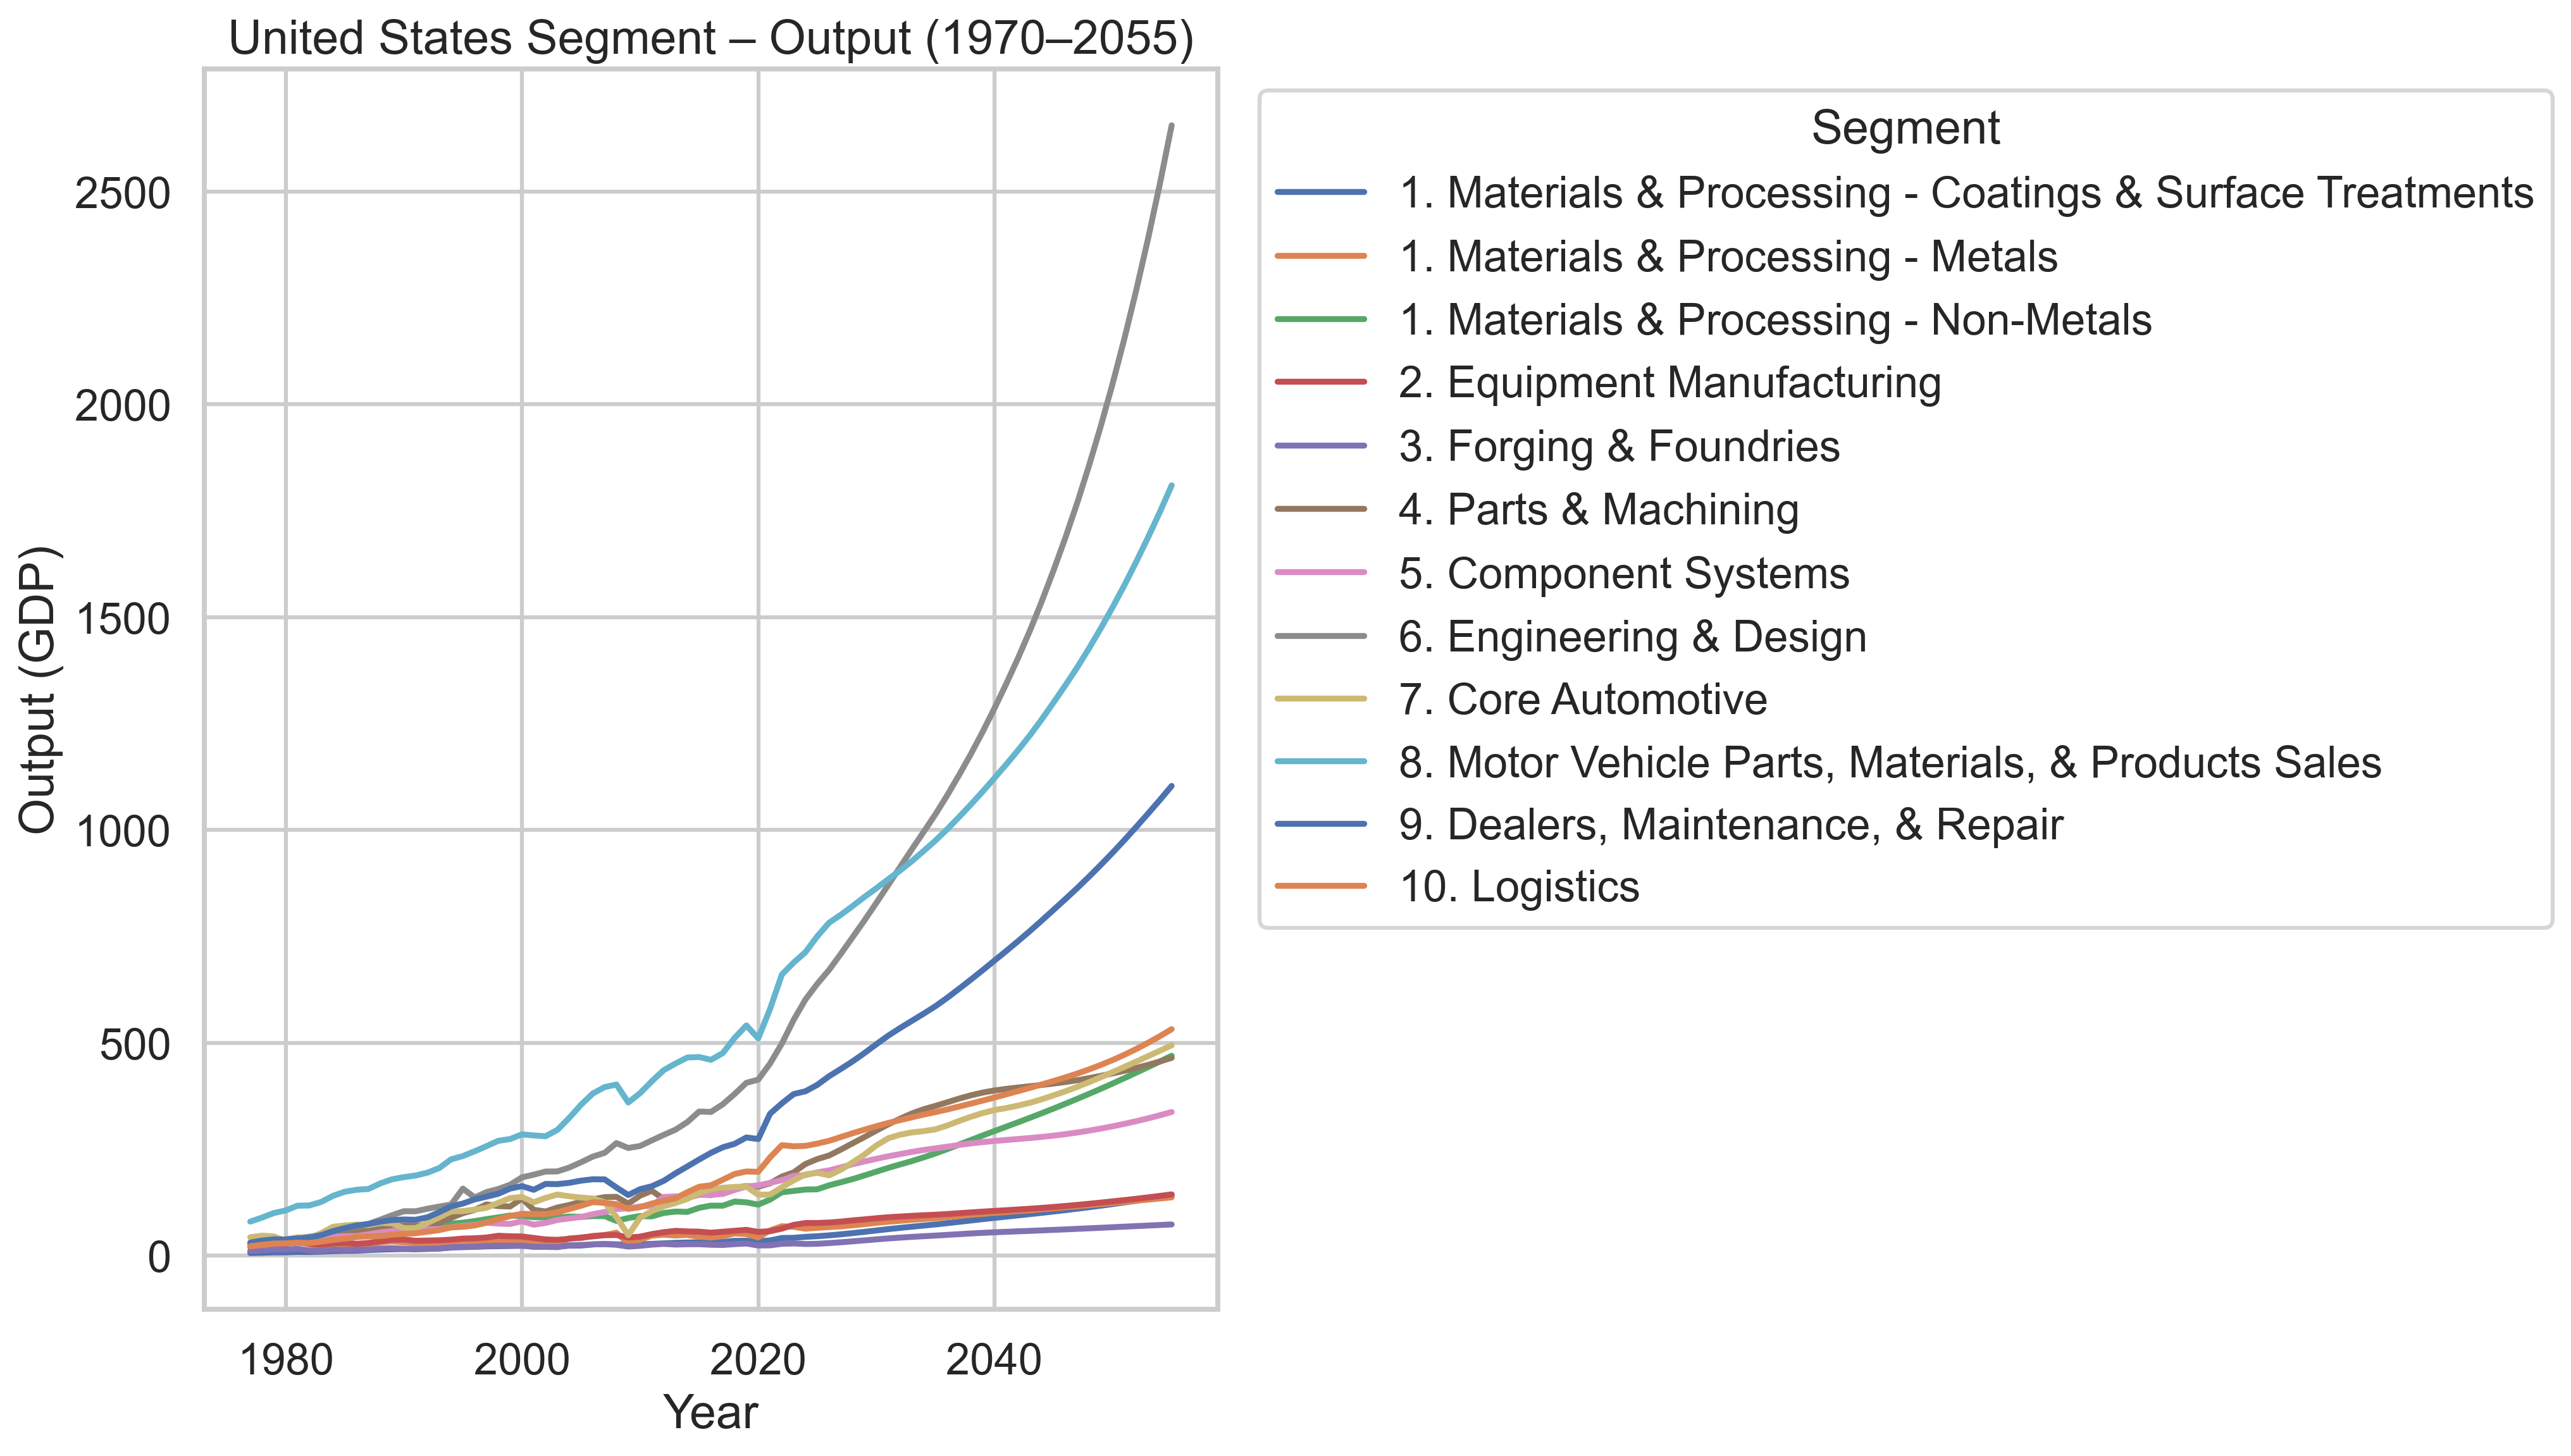 United States Segment – Output (1970–2055)
Output (GDP)
2500
2000
1500
1000
500
0
1980 2000 2020 2040
Year
Segment
1. Materials & Processing - Coatings & Surface Treatments
1. Materials & Processing - Metals
1. Materials & Processing - Non-Metals
2. Equipment Manufacturing
3. Forging & Foundries
4. Parts & Machining
5. Component Systems
6. Engineering & Design
7. Core Automotive
8. Motor Vehicle Parts, Materials, & Products Sales
9. Dealers, Maintenance, & Repair
10. Logistics